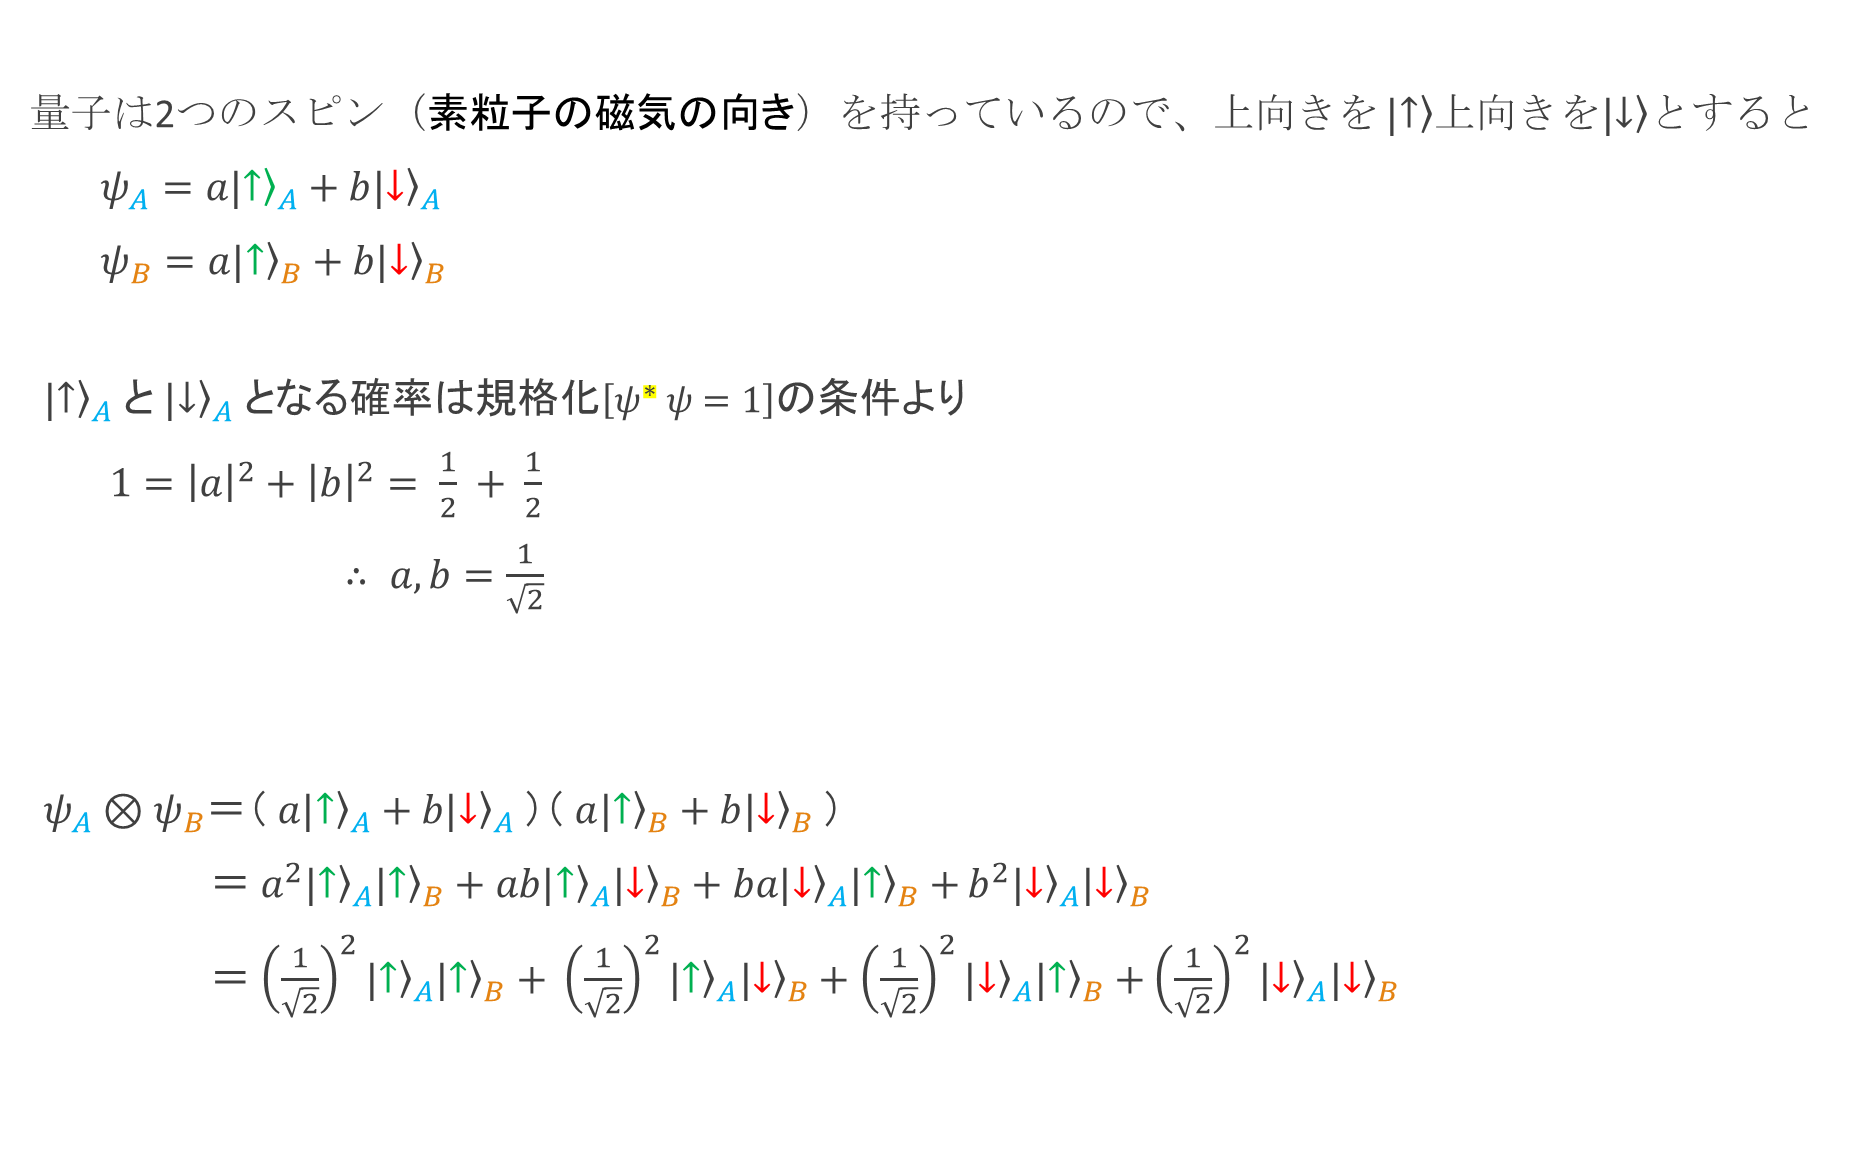 量子は2つのスピン（素粒子の磁気の向き）を持っているので、上向きを|↑⟩上向きを|↓⟩とすると
ψ_A = a|↑⟩_A + b|↓⟩_A
ψ_B = a|↑⟩_B + b|↓⟩_B
|↑⟩_A と |↓⟩_A となる確率は規格化[ψ* ψ = 1]の条件より
1 = |a|² + |b|² = 1/2 + 1/2
∴ a, b = 1/√2
ψ_A ⊗ ψ_B＝( a|↑⟩_A + b|↓⟩_A )( a|↑⟩_B + b|↓⟩_B )
＝ a²|↑⟩_A|↑⟩_B + ab|↑⟩_A|↓⟩_B + ba|↓⟩_A|↑⟩_B + b²|↓⟩_A|↓⟩_B
＝ (1/√2)² |↑⟩_A|↑⟩_B + (1/√2)² |↑⟩_A|↓⟩_B + (1/√2)² |↓⟩_A|↑⟩_B + (1/√2)² |↓⟩_A|↓⟩_B